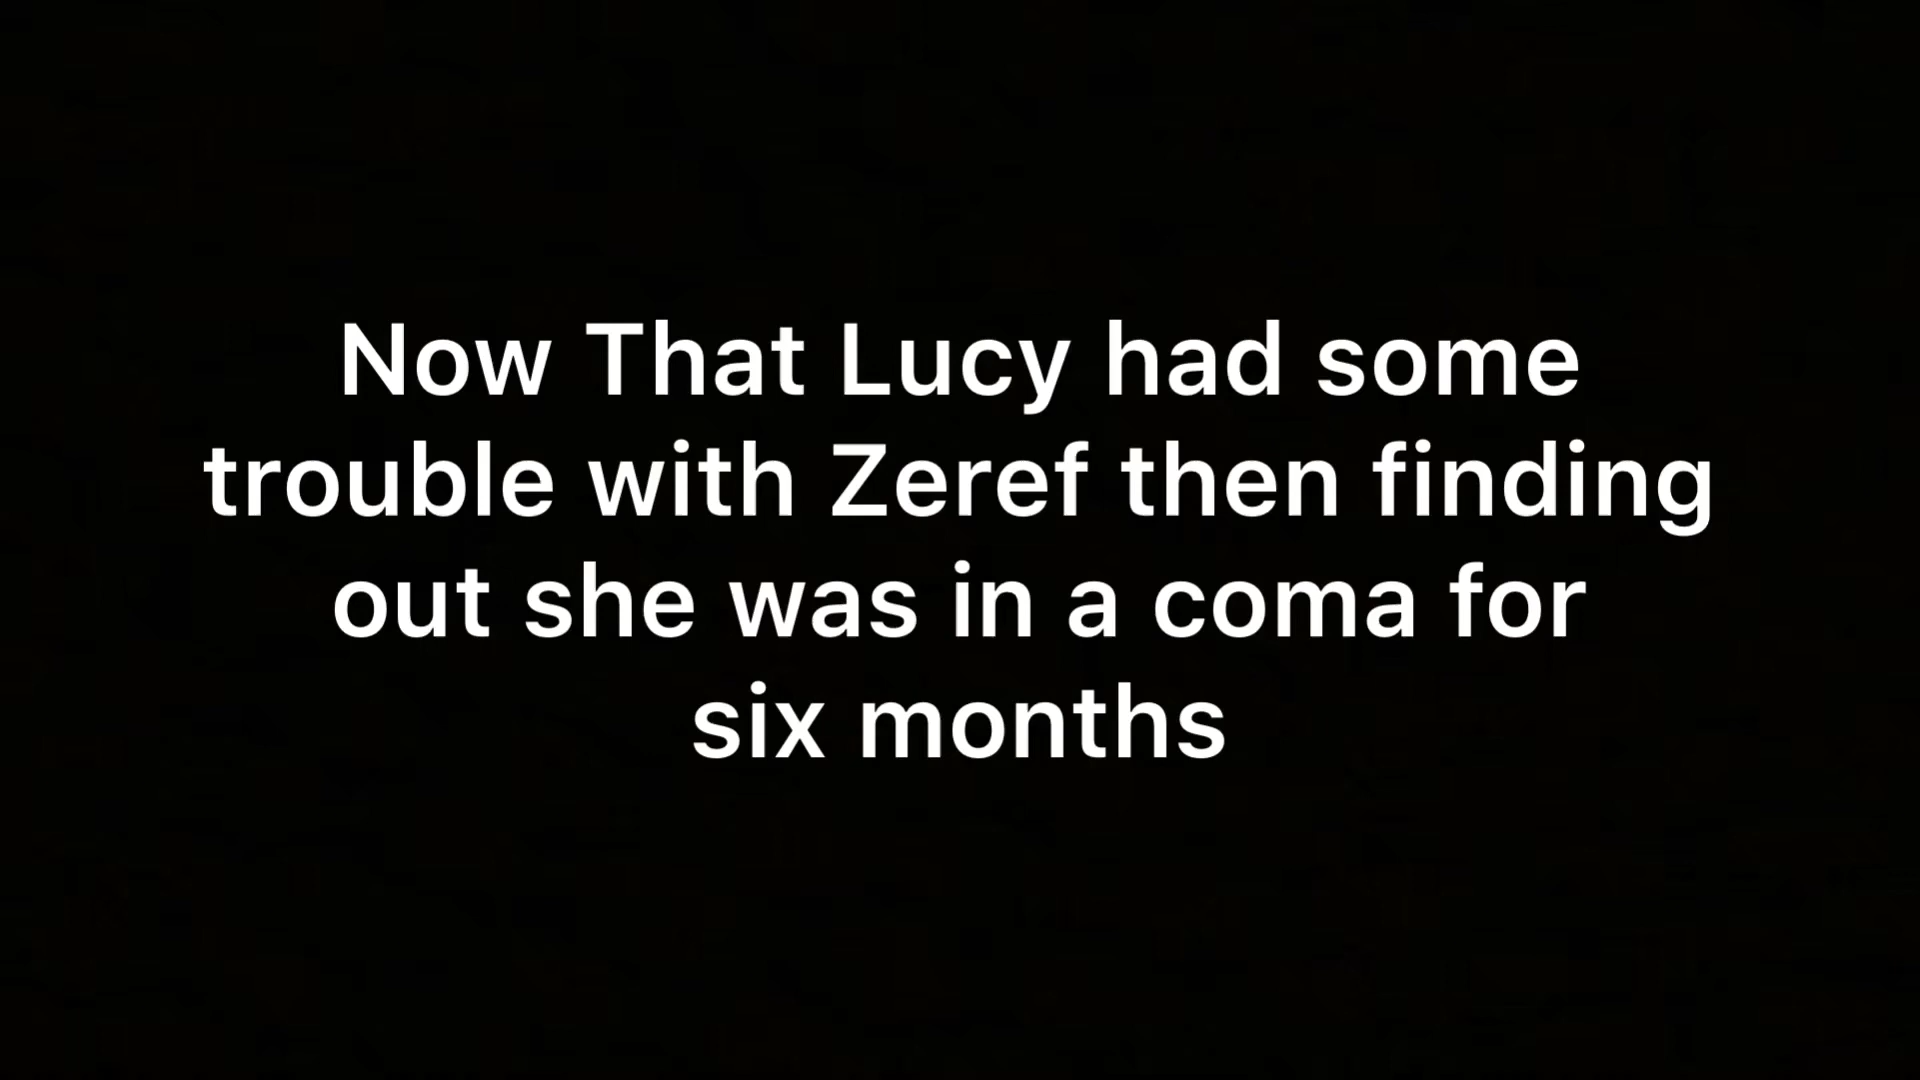 Now That Lucy had some
trouble with Zeref then finding
out she was in a coma for
six months